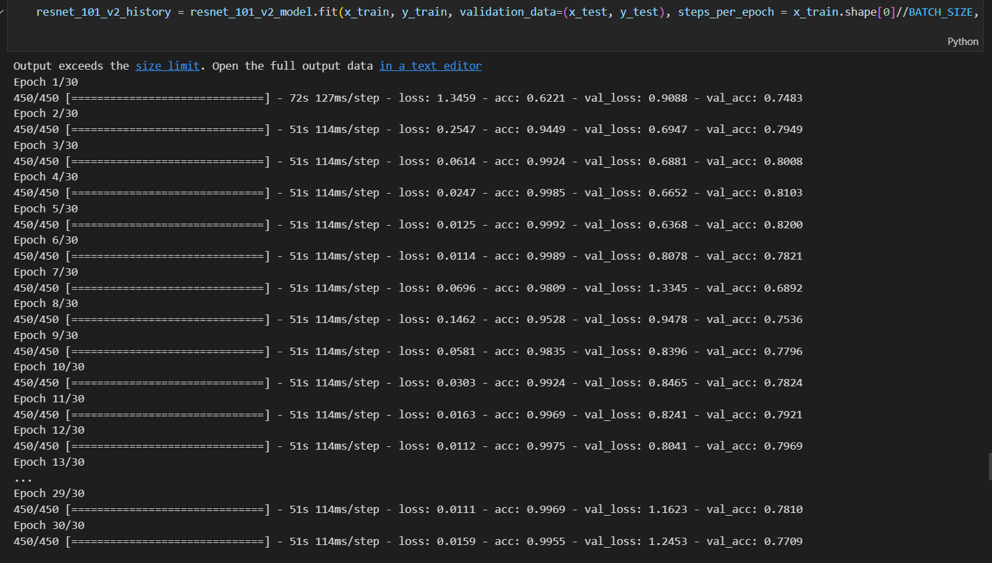 resnet_101_v2_history = resnet_101_v2_model.fit(x_train, y_train, validation_data=(x_test, y_test), steps_per_epoch = x_train.shape[0]//BATCH_SIZE,
Python
Output exceeds the size limit. Open the full output data in a text editor
Epoch 1/30
450/450 [==============================] - 72s 127ms/step - loss: 1.3459 - acc: 0.6221 - val_loss: 0.9088 - val_acc: 0.7483
Epoch 2/30
450/450 [==============================] - 51s 114ms/step - loss: 0.2547 - acc: 0.9449 - val_loss: 0.6947 - val_acc: 0.7949
Epoch 3/30
450/450 [==============================] - 51s 114ms/step - loss: 0.0614 - acc: 0.9924 - val_loss: 0.6881 - val_acc: 0.8008
Epoch 4/30
450/450 [==============================] - 51s 114ms/step - loss: 0.0247 - acc: 0.9985 - val_loss: 0.6652 - val_acc: 0.8103
Epoch 5/30
450/450 [==============================] - 51s 114ms/step - loss: 0.0125 - acc: 0.9992 - val_loss: 0.6368 - val_acc: 0.8200
Epoch 6/30
450/450 [==============================] - 51s 114ms/step - loss: 0.0114 - acc: 0.9989 - val_loss: 0.8078 - val_acc: 0.7821
Epoch 7/30
450/450 [==============================] - 51s 114ms/step - loss: 0.0696 - acc: 0.9809 - val_loss: 1.3345 - val_acc: 0.6892
Epoch 8/30
450/450 [==============================] - 51s 114ms/step - loss: 0.1462 - acc: 0.9528 - val_loss: 0.9478 - val_acc: 0.7536
Epoch 9/30
450/450 [==============================] - 51s 114ms/step - loss: 0.0581 - acc: 0.9835 - val_loss: 0.8396 - val_acc: 0.7796
Epoch 10/30
450/450 [==============================] - 51s 114ms/step - loss: 0.0303 - acc: 0.9924 - val_loss: 0.8465 - val_acc: 0.7824
Epoch 11/30
450/450 [==============================] - 51s 114ms/step - loss: 0.0163 - acc: 0.9969 - val_loss: 0.8241 - val_acc: 0.7921
Epoch 12/30
450/450 [==============================] - 51s 114ms/step - loss: 0.0112 - acc: 0.9975 - val_loss: 0.8041 - val_acc: 0.7969
Epoch 13/30
...
Epoch 29/30
450/450 [==============================] - 51s 114ms/step - loss: 0.0111 - acc: 0.9969 - val_loss: 1.1623 - val_acc: 0.7810
Epoch 30/30
450/450 [==============================] - 51s 114ms/step - loss: 0.0159 - acc: 0.9955 - val_loss: 1.2453 - val_acc: 0.7709